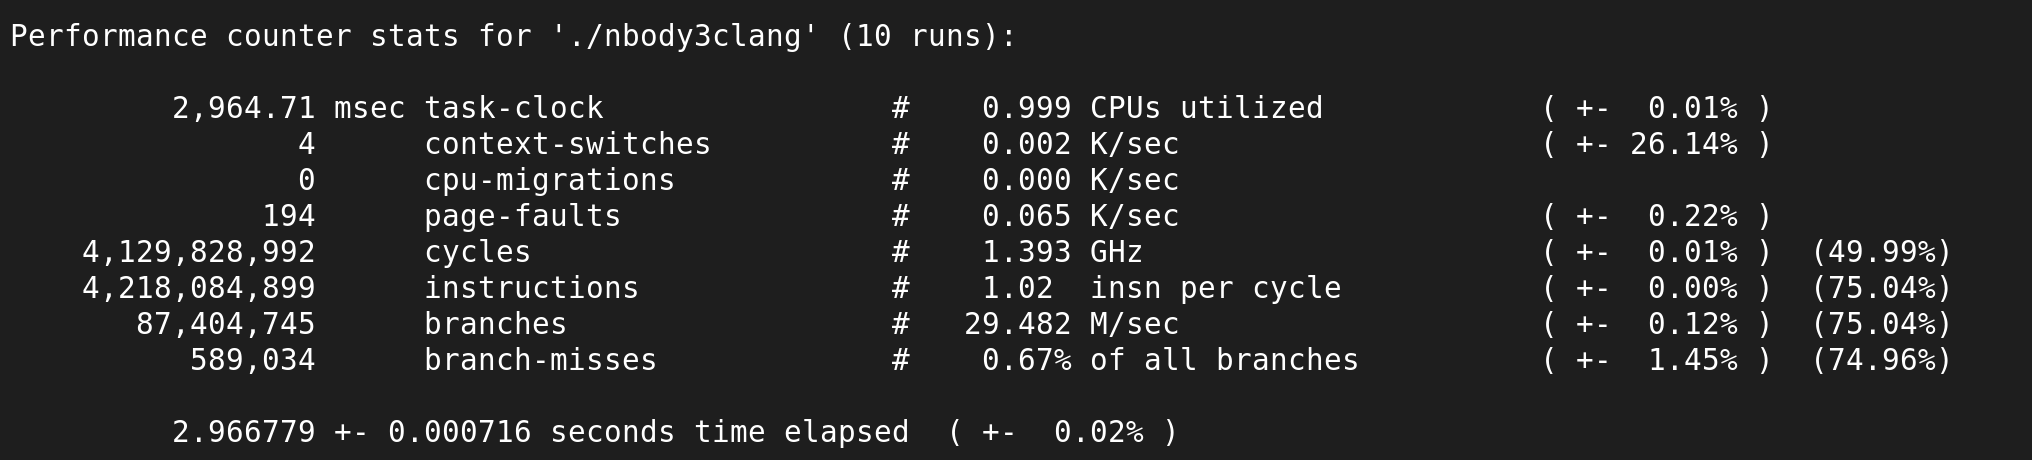 Performance counter stats for './nbody3clang' (10 runs):

          2,964.71 msec task-clock                #    0.999 CPUs utilized            ( +-  0.01% )
                 4      context-switches          #    0.002 K/sec                    ( +- 26.14% )
                 0      cpu-migrations            #    0.000 K/sec
               194      page-faults               #    0.065 K/sec                    ( +-  0.22% )
     4,129,828,992      cycles                    #    1.393 GHz                      ( +-  0.01% )  (49.99%)
     4,218,084,899      instructions              #    1.02  insn per cycle           ( +-  0.00% )  (75.04%)
        87,404,745      branches                  #   29.482 M/sec                    ( +-  0.12% )  (75.04%)
           589,034      branch-misses             #    0.67% of all branches          ( +-  1.45% )  (74.96%)

          2.966779 +- 0.000716 seconds time elapsed  ( +-  0.02% )